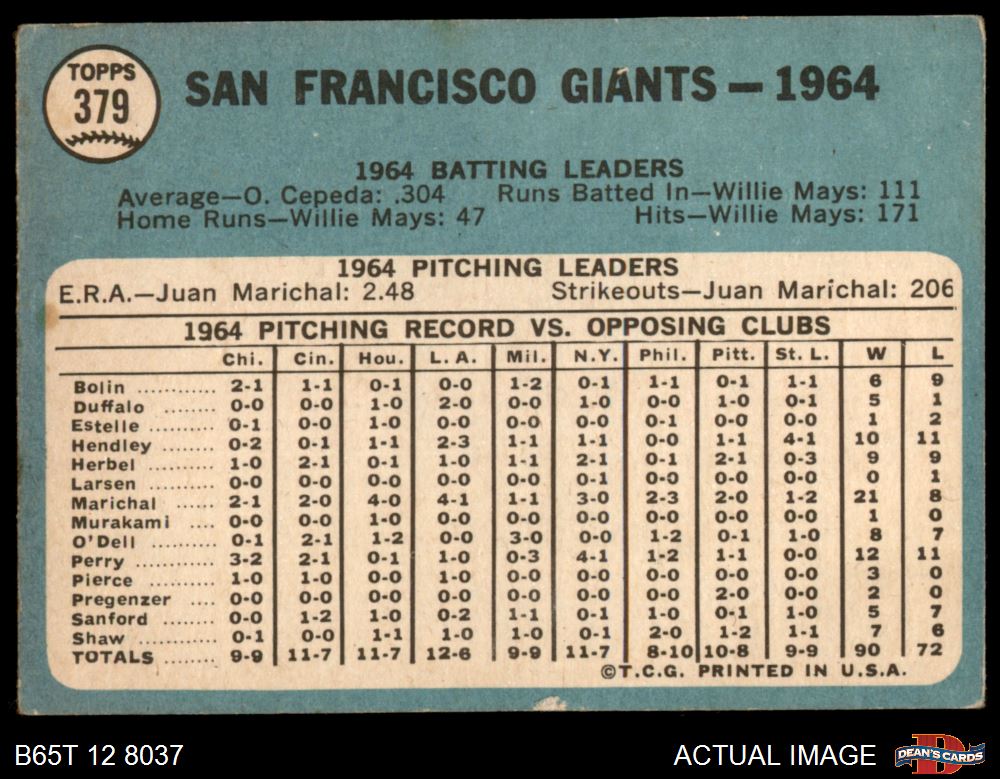 TOPPS
379
SAN FRANCISCO GIANTS — 1964
1964 BATTING LEADERS
Average—O. Cepeda: .304 Runs Batted In—Willie Mays: 111
Home Runs—Willie Mays: 47 Hits—Willie Mays: 171
1964 PITCHING LEADERS
E.R.A.—Juan Marichal: 2.48 Strikeouts—Juan Marichal: 206
1964 PITCHING RECORD VS. OPPOSING CLUBS
Chi. Cin. Hou. L. A. Mil. N.Y. Phil. Pitt. St. L. W L
Bolin .......... 2-1 1-1 0-1 0-0 1-2 0-1 1-1 0-1 1-1 6 9
Duffalo ........ 0-0 0-0 1-0 2-0 0-0 1-0 0-0 1-0 0-1 5 1
Estelle .......... 0-1 0-0 1-0 0-0 0-0 0-0 0-1 0-0 0-0 1 2
Hendley ........ 0-2 0-1 1-1 2-3 1-1 1-1 0-0 1-1 4-1 10 11
Herbel .......... 1-0 2-1 0-1 1-0 1-1 2-1 0-1 2-1 0-3 9 9
Larsen .......... 0-0 0-0 0-0 0-0 0-0 0-0 0-0 0-0 0-0 0 1
Marichal ........ 2-1 2-0 4-0 4-1 1-1 3-0 2-3 2-0 1-2 21 8
Murakami .... 0-0 0-0 1-0 0-0 0-0 0-0 0-0 0-0 0-0 1 0
O'Dell .......... 0-1 2-1 1-2 0-0 3-0 0-0 1-2 0-1 1-0 8 7
Perry ............ 3-2 2-1 0-1 1-0 0-3 4-1 1-2 1-1 0-0 12 11
Pierce .......... 1-0 1-0 0-0 1-0 0-0 0-0 0-0 0-0 0-0 3 0
Pregenzer .... 0-0 0-0 0-0 0-0 0-0 0-0 0-0 2-0 0-0 2 0
Sanford ........ 0-0 1-2 1-0 0-2 1-1 0-0 1-0 0-1 1-0 5 7
Shaw ............ 0-1 0-0 1-1 1-0 1-0 0-1 2-0 1-2 1-1 7 6
TOTALS ........ 9-9 11-7 11-7 12-6 9-9 11-7 8-10 10-8 9-9 90 72
©T.C.G. PRINTED IN U.S.A.
B65T 12 8037 ACTUAL IMAGE DEAN'S CARDS